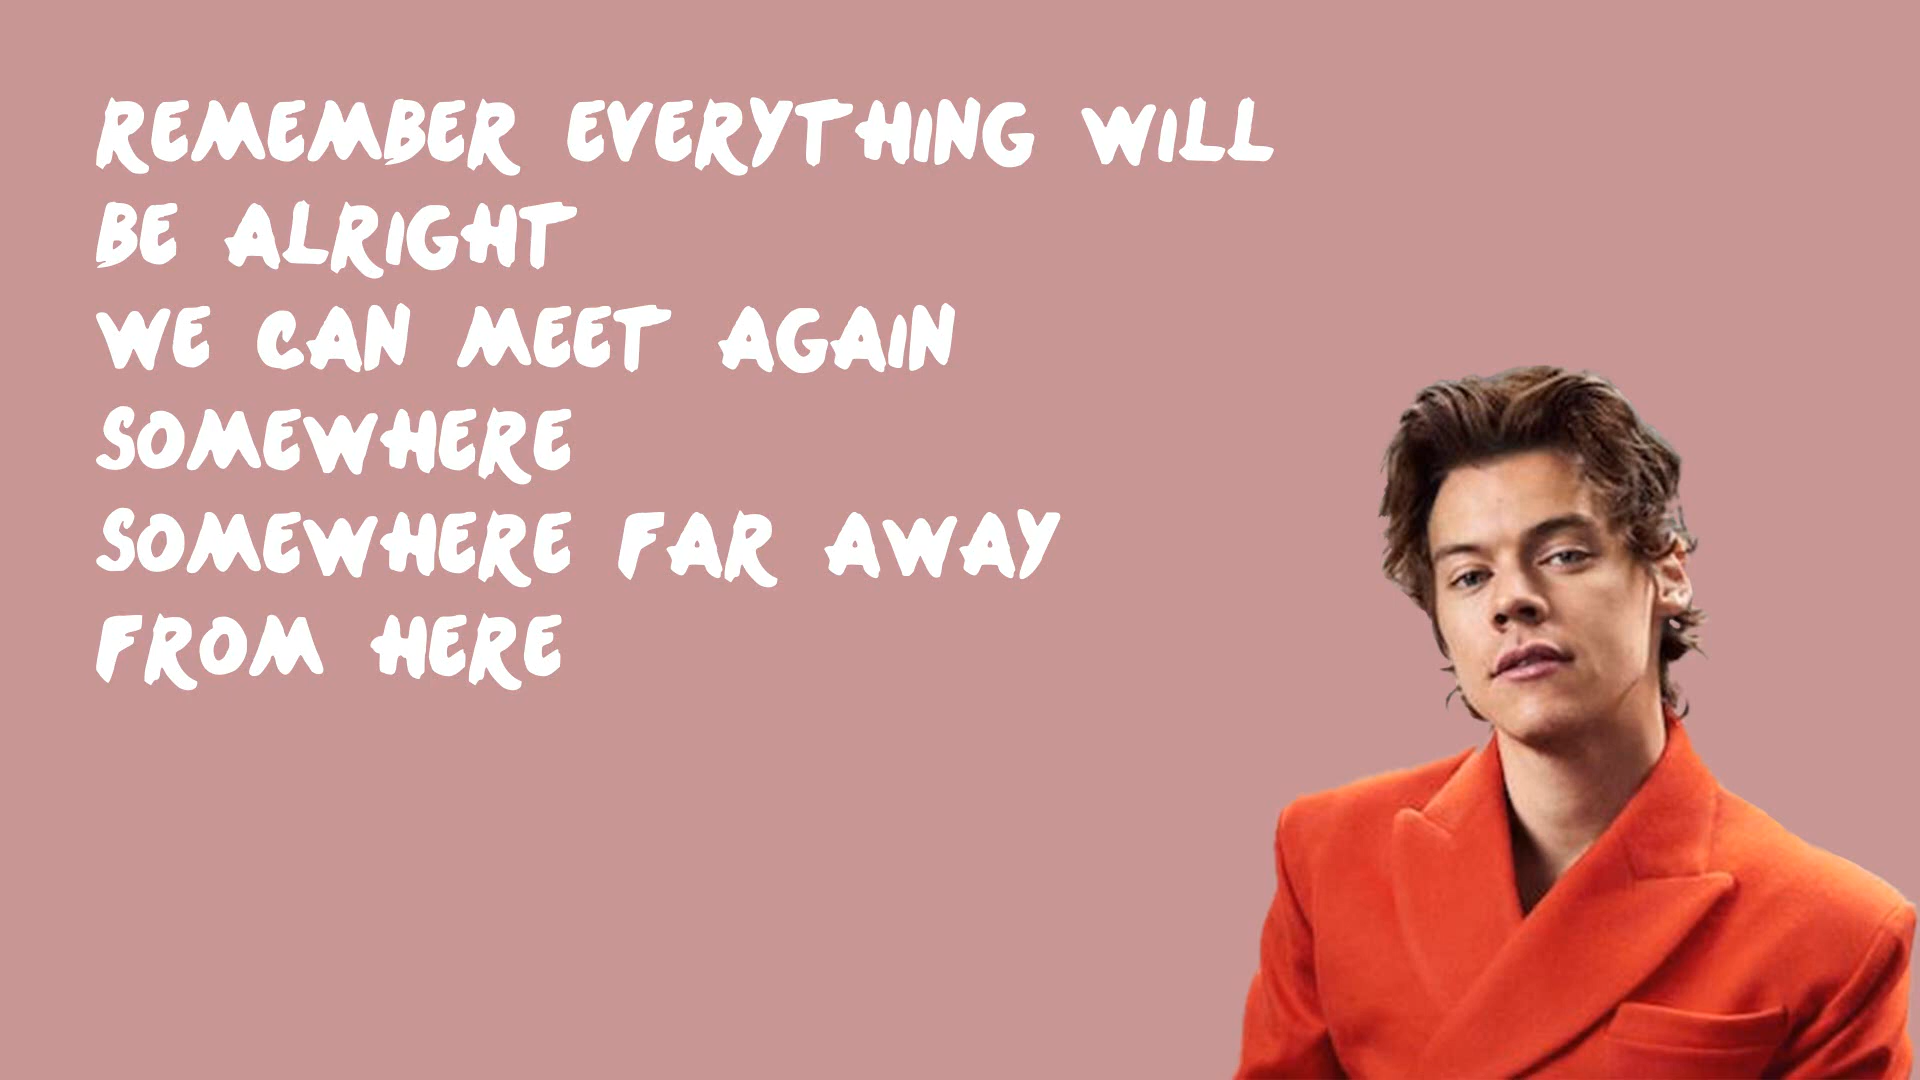 REMEMBER EVERYTHING WILL
BE ALRIGHT
WE CAN MEET AGAIN
SOMEWHERE
SOMEWHERE FAR AWAY
FROM HERE